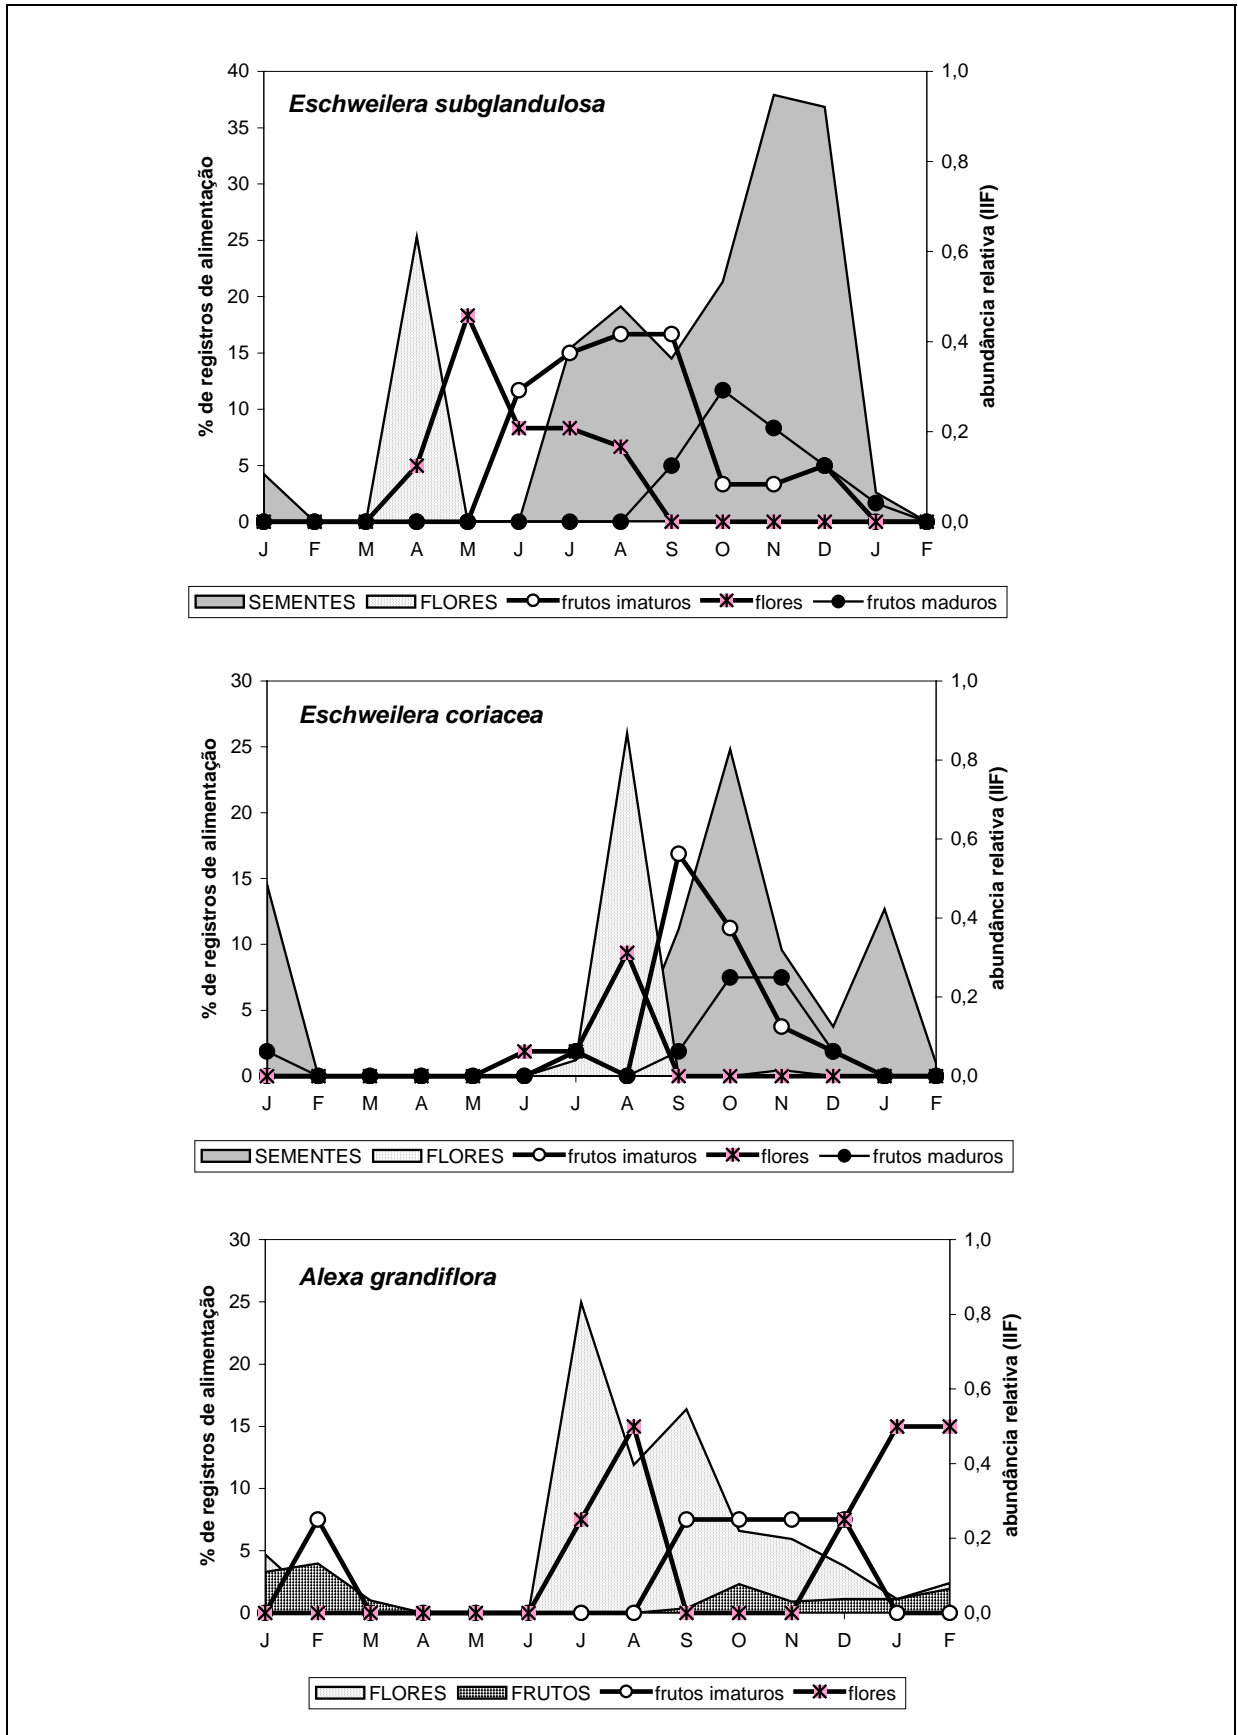 Eschweilera subglandulosa
% de registros de alimentação
40
35
30
25
20
15
10
5
0
1,0
0,8
0,6
0,4
0,2
0,0
abundância relativa (IIF)
J F M A M J J A S O N D J F
SEMENTES FLORES frutos imaturos flores frutos maduros
Eschweilera coriacea
% de registros de alimentação
30
25
20
15
10
5
0
1,0
0,8
0,6
0,4
0,2
0,0
abundância relativa (IIF)
J F M A M J J A S O N D J F
SEMENTES FLORES frutos imaturos flores frutos maduros
Alexa grandiflora
% de registros de alimentação
30
25
20
15
10
5
0
1,0
0,8
0,6
0,4
0,2
0,0
abundância relativa (IIF)
J F M A M J J A S O N D J F
FLORES FRUTOS frutos imaturos flores